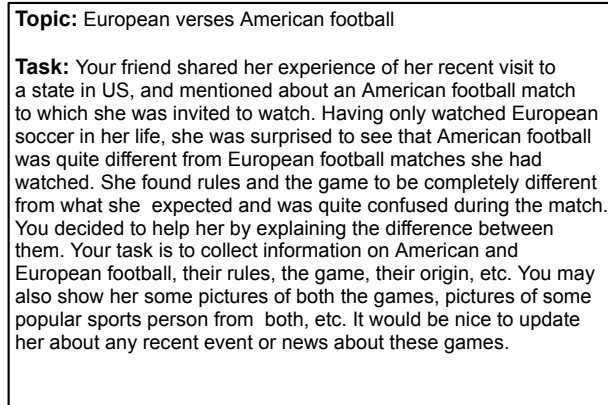 Topic: European verses American football
Task: Your friend shared her experience of her recent visit to
a state in US, and mentioned about an American football match
to which she was invited to watch. Having only watched European
soccer in her life, she was surprised to see that American football
was quite different from European football matches she had
watched. She found rules and the game to be completely different
from what she expected and was quite confused during the match.
You decided to help her by explaining the difference between
them. Your task is to collect information on American and
European football, their rules, the game, their origin, etc. You may
also show her some pictures of both the games, pictures of some
popular sports person from both, etc. It would be nice to update
her about any recent event or news about these games.